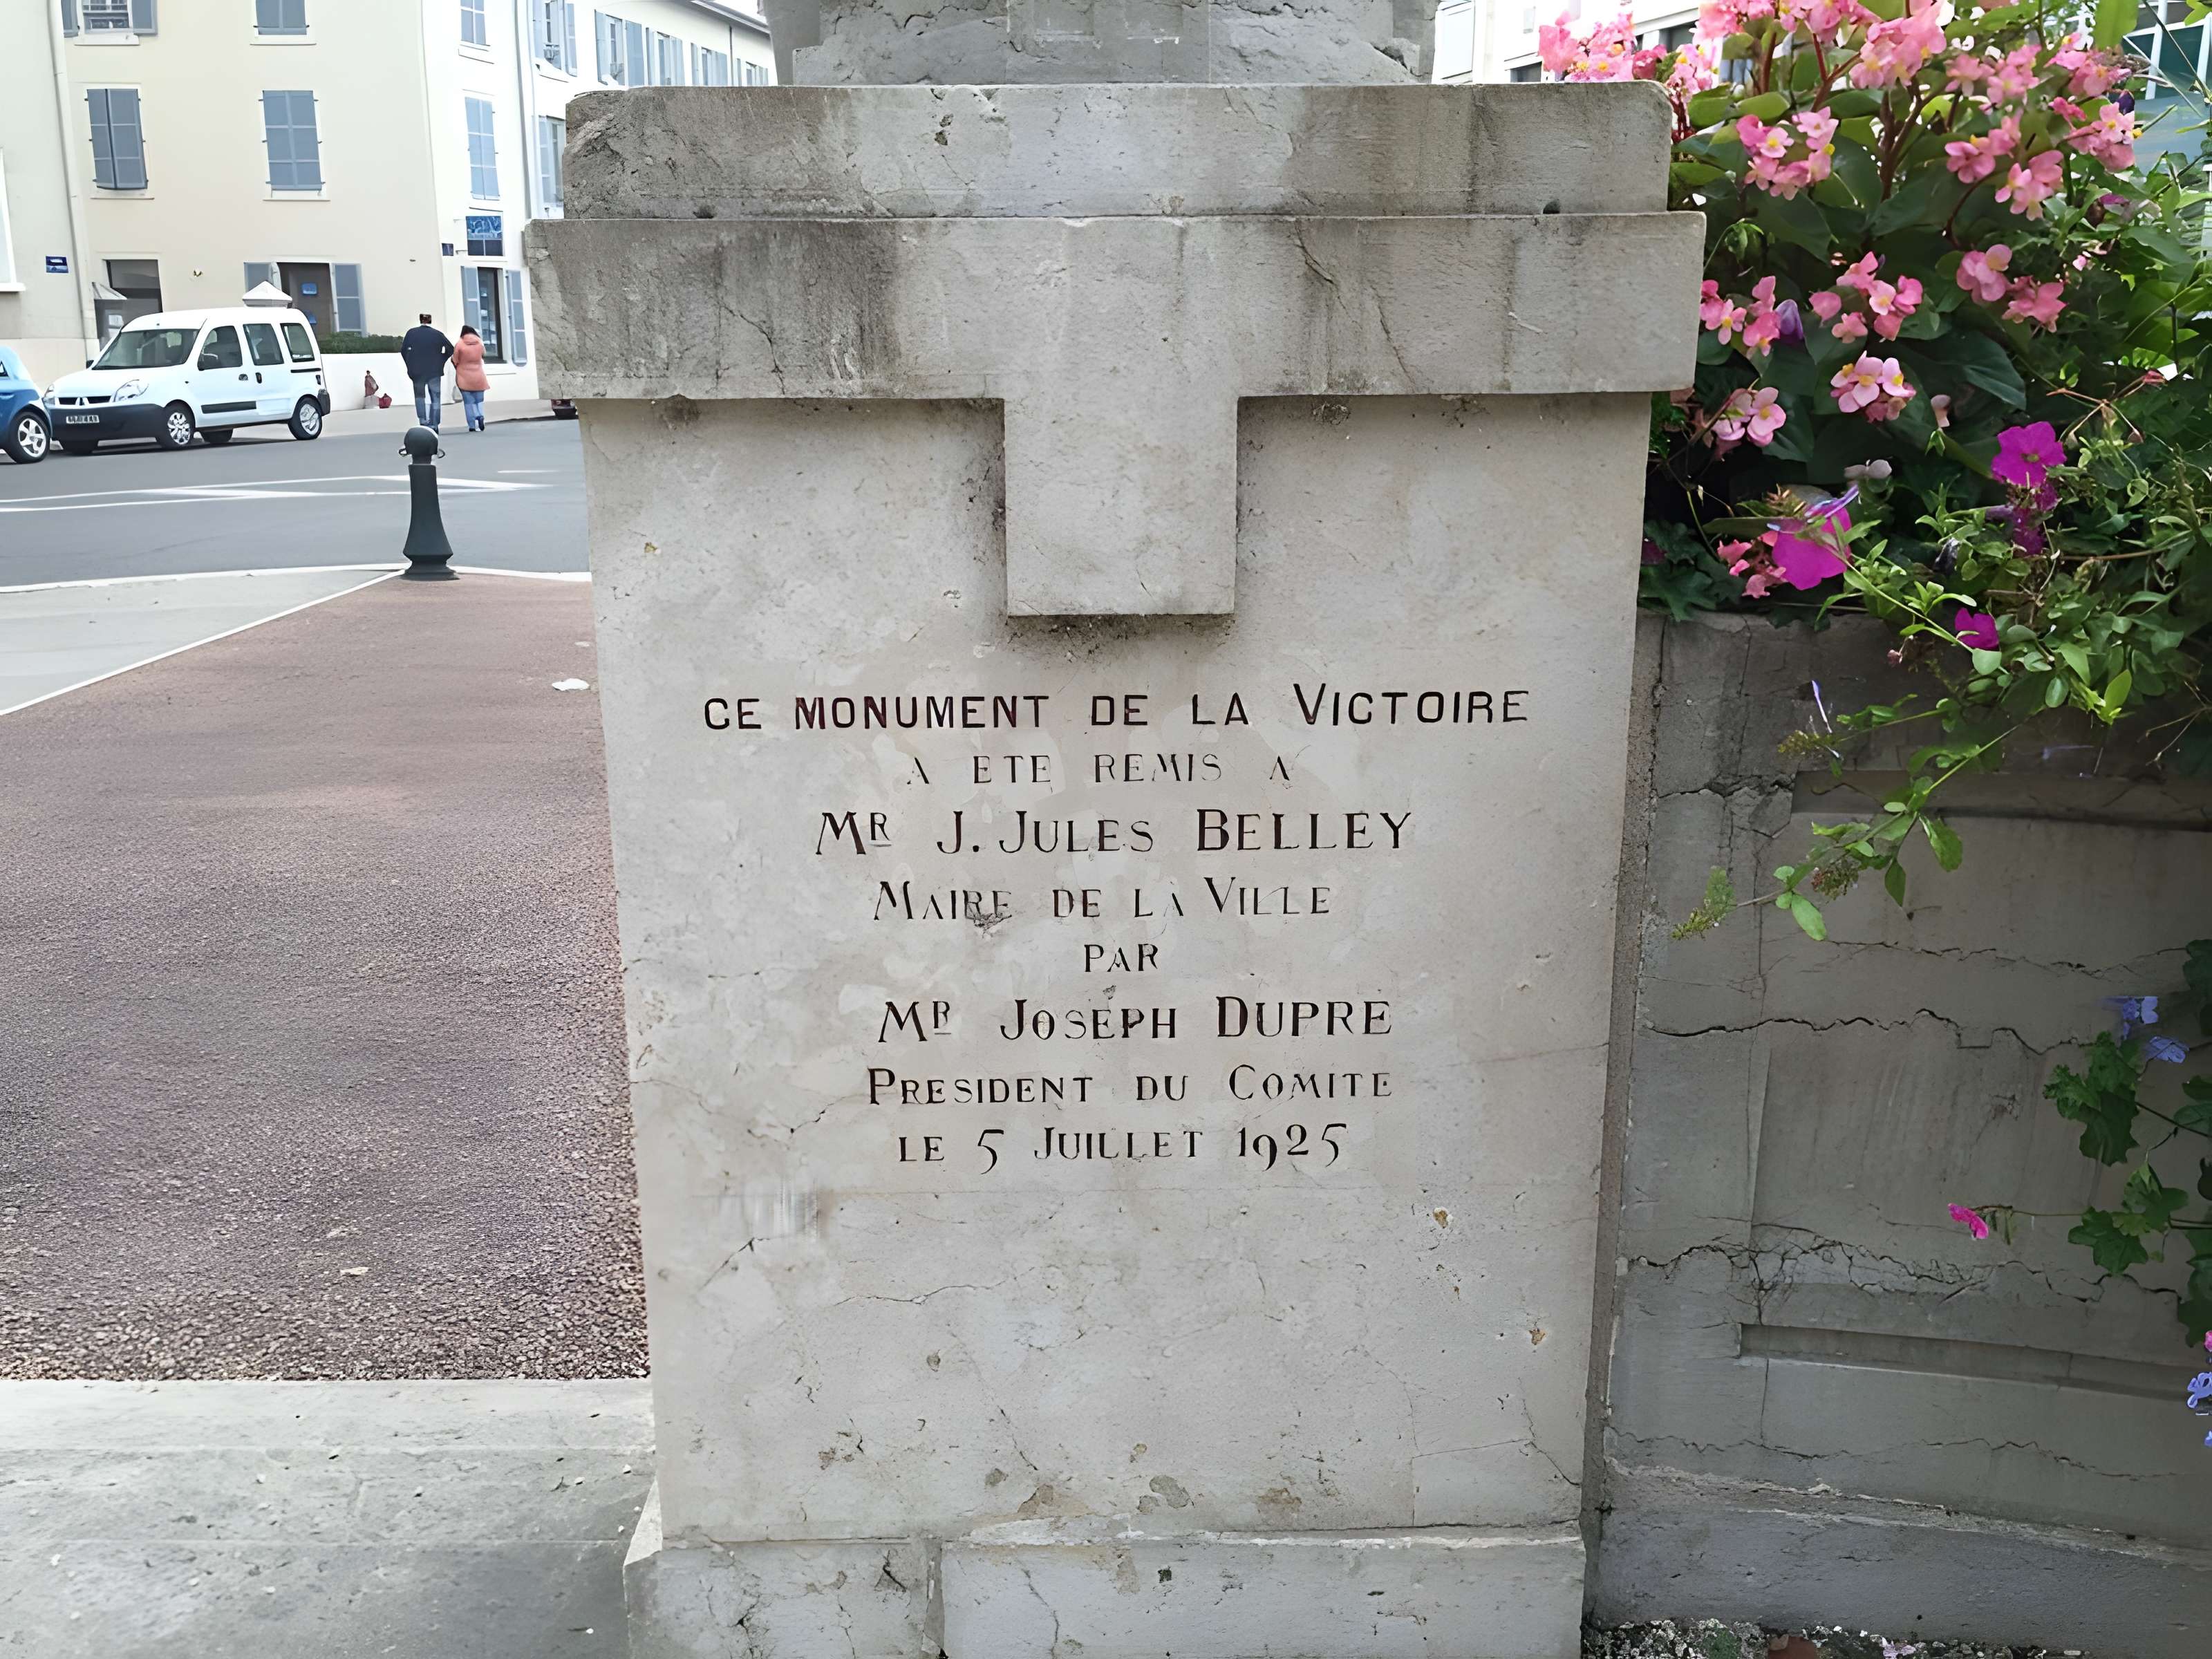 CE MONUMENT DE LA VICTOIRE
A ETE REMIS A
MR J. JULES BELLEY
MAIRE DE LA VILLE
PAR
MR JOSEPH DUPRE
PRESIDENT DU COMITE
LE 5 JUILLET 1925